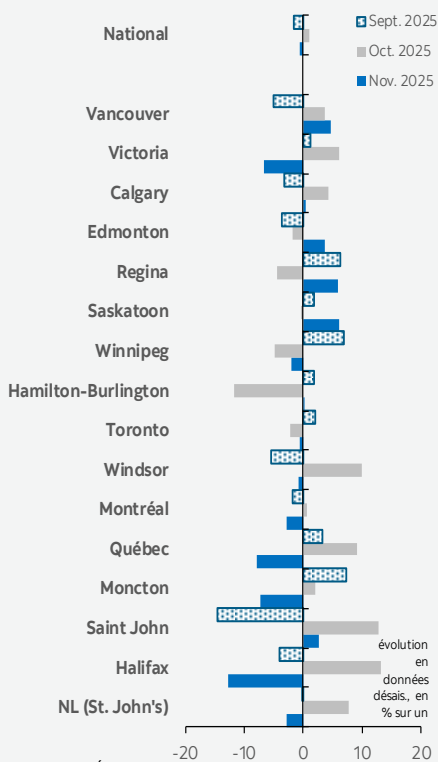 Sept. 2025
National
Oct. 2025
Nov. 2025
Vancouver
Victoria
Calgary
Edmonton
Regina
Saskatoon
Winnipeg
Hamilton-Burlington
Toronto
Windsor
Montréal
Québec
Moncton
Saint John
Halifax
NL (St. John's)
évolution
en
données
désais., en
% sur un
-20 -10 0 10 20